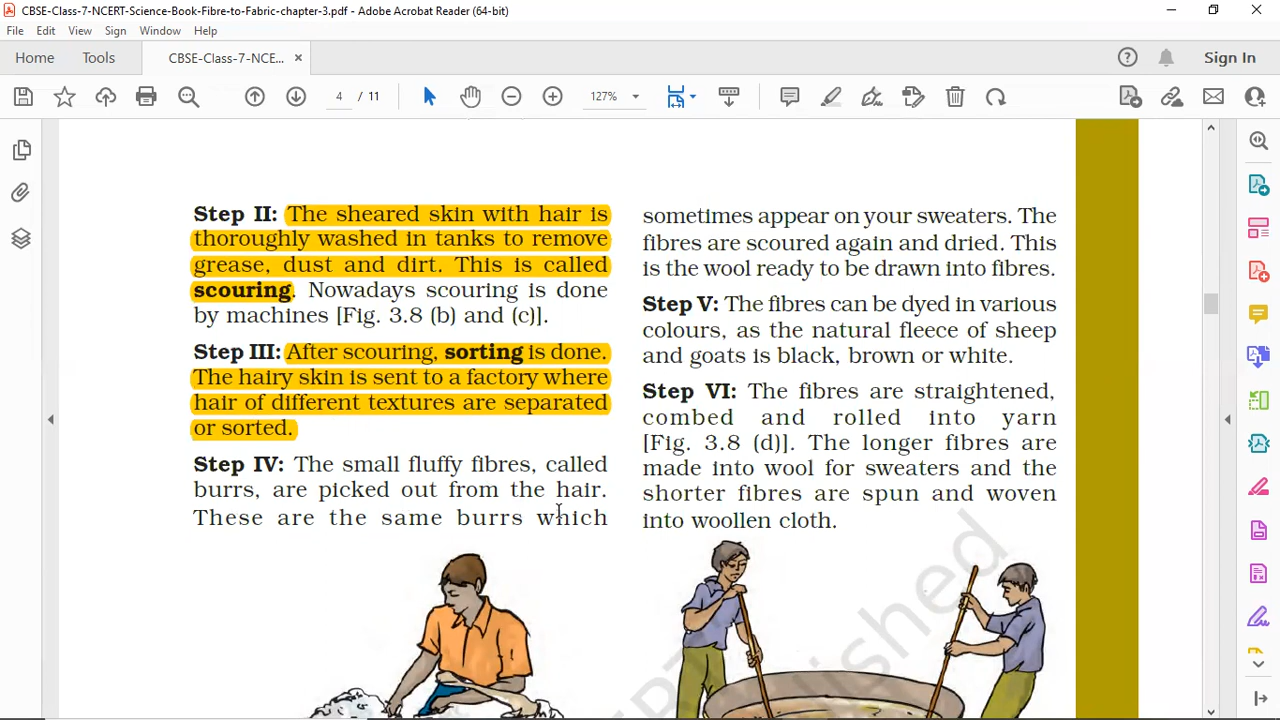 CBSE-Class-7-NCERT-Science-Book-Fibre-to-Fabric-chapter-3.pdf - Adobe Acrobat Reader (64-bit)
File Edit View Sign Window Help
Home Tools CBSE-Class-7-NCE... Sign In
4 / 11 127%
Step II: The sheared skin with hair is
thoroughly washed in tanks to remove
grease, dust and dirt. This is called
scouring. Nowadays scouring is done
by machines [Fig. 3.8 (b) and (c)].
Step III: After scouring, sorting is done.
The hairy skin is sent to a factory where
hair of different textures are separated
or sorted.
Step IV: The small fluffy fibres, called
burrs, are picked out from the hair.
These are the same burrs which
sometimes appear on your sweaters. The
fibres are scoured again and dried. This
is the wool ready to be drawn into fibres.
Step V: The fibres can be dyed in various
colours, as the natural fleece of sheep
and goats is black, brown or white.
Step VI: The fibres are straightened,
combed and rolled into yarn
[Fig. 3.8 (d)]. The longer fibres are
made into wool for sweaters and the
shorter fibres are spun and woven
into woollen cloth.